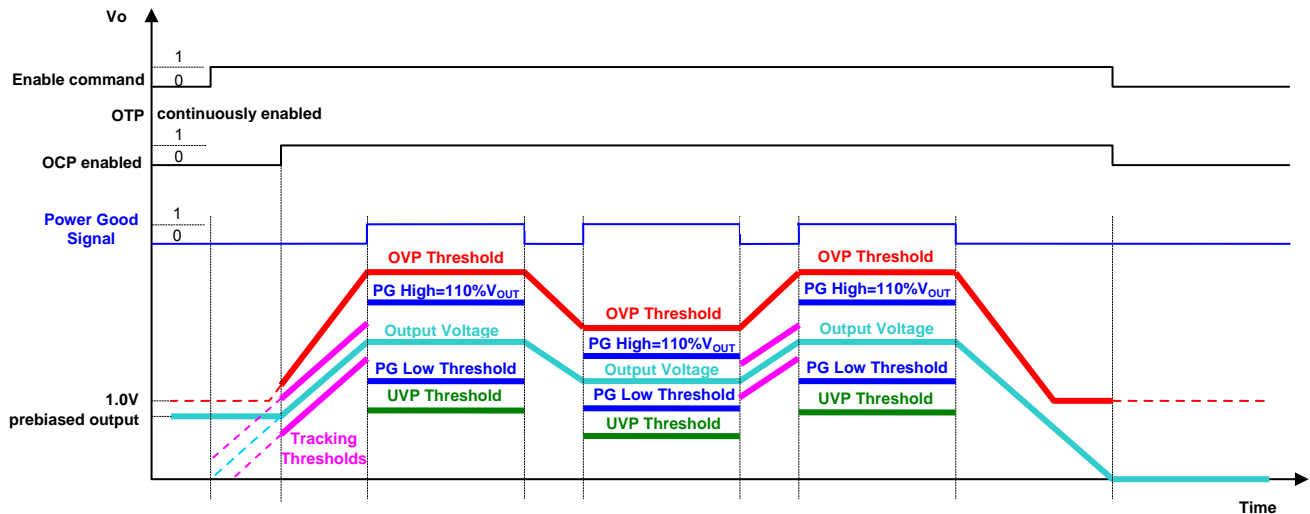 Vo
1
Enable command
0
OTP continuously enabled
1
OCP enabled
0
Power Good
Signal
1
0
OVP Threshold
PG High=110%VOUT
Output Voltage
PG Low Threshold
UVP Threshold
OVP Threshold
PG High=110%VOUT
Output Voltage
PG Low Threshold
UVP Threshold
OVP Threshold
PG High=110%VOUT
Output Voltage
PG Low Threshold
UVP Threshold
1.0V
prebiased output
Tracking
Thresholds
Time